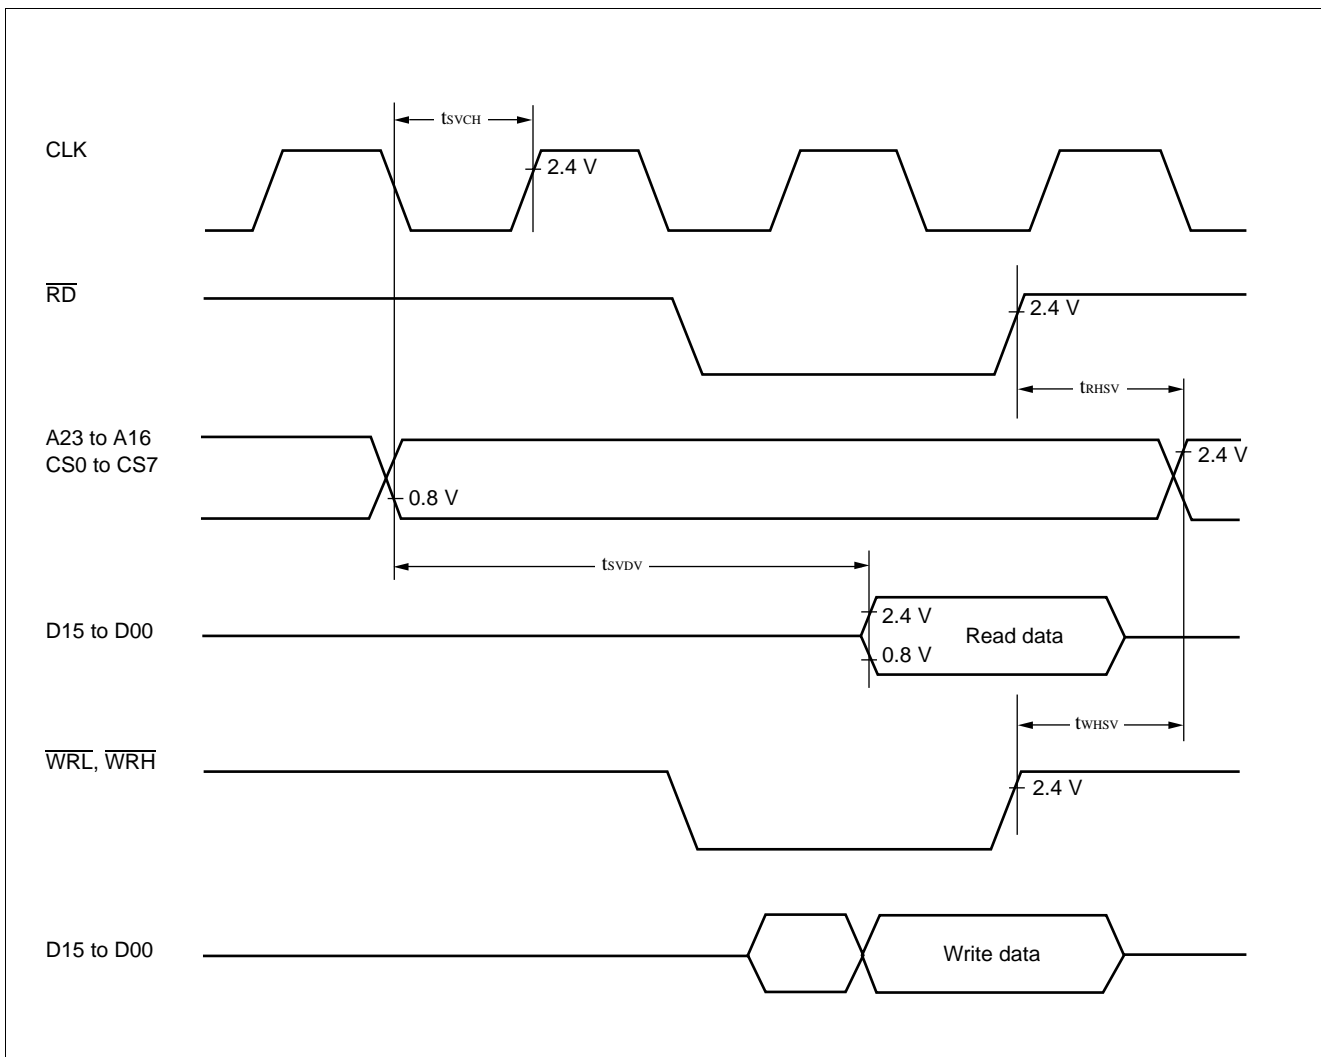 tSVCH
CLK
2.4 V
RD
2.4 V
tRHSV
A23 to A16
CS0 to CS7
2.4 V
0.8 V
tSVDV
2.4 V
D15 to D00
Read data
0.8 V
tWHSV
WRL, WRH
2.4 V
D15 to D00
Write data